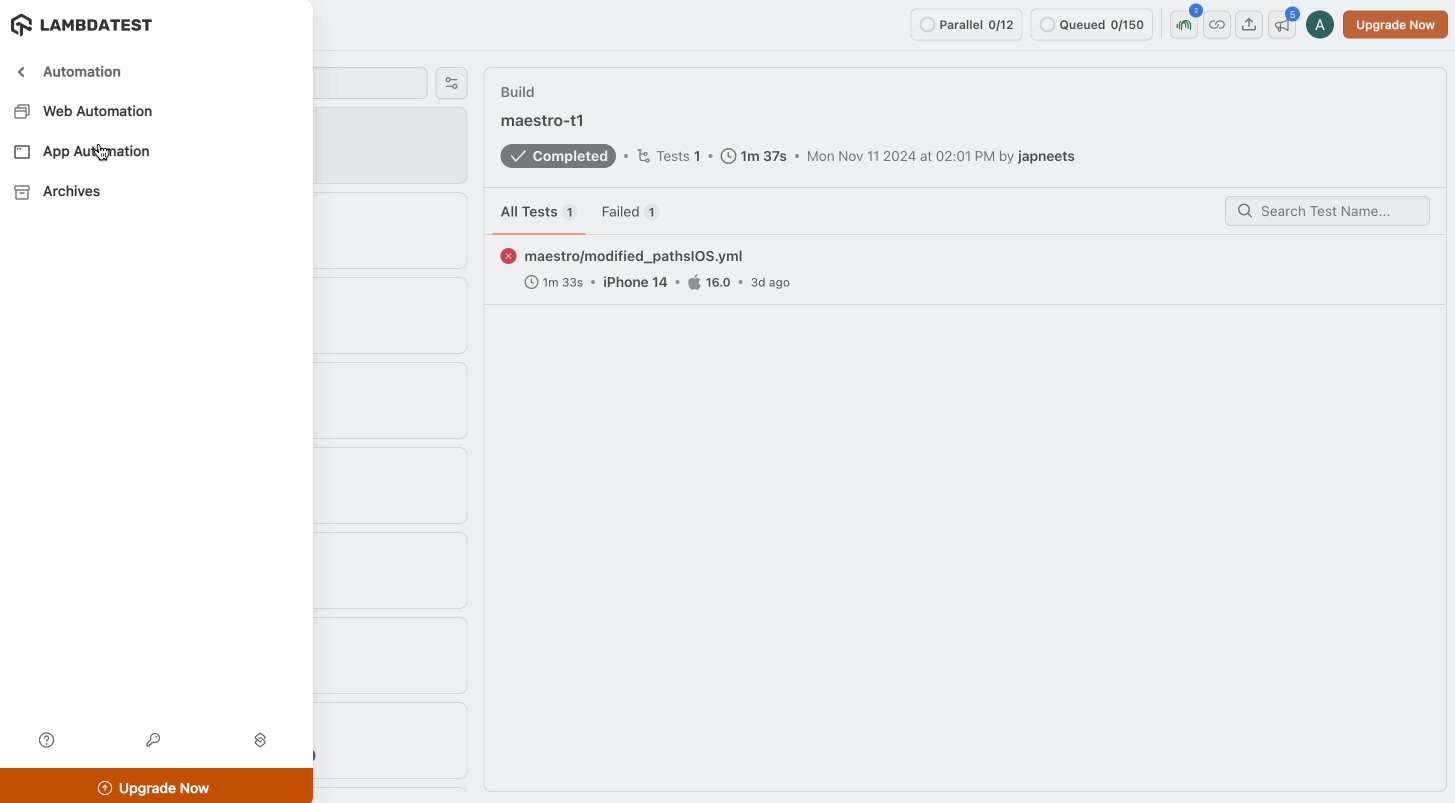 LAMBDATEST
Automation
Web Automation
App Automation
Archives
Upgrade Now
Parallel 0/12
Queued 0/150
2
5
A
Upgrade Now
Build
maestro-t1
Completed • Tests 1 • 1m 37s • Mon Nov 11 2024 at 02:01 PM by japneets
All Tests 1 Failed 1
Search Test Name...
maestro/modified_pathsIOS.yml
1m 33s • iPhone 14 • 16.0 • 3d ago